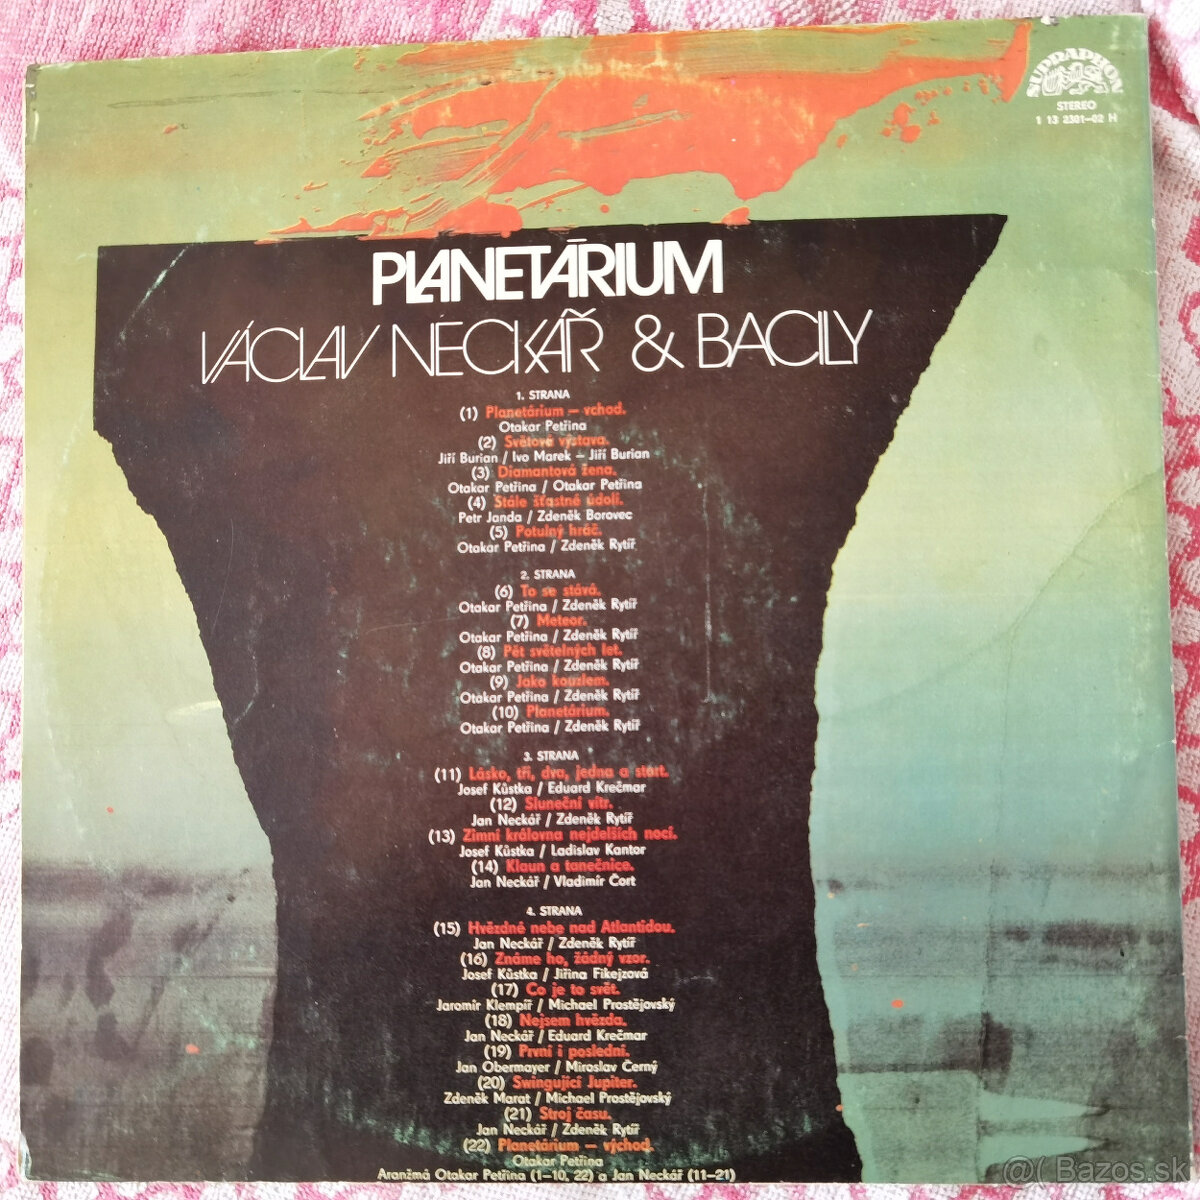 SUPRAPHON
STEREO
1 13 2301-02 H
PLANETÁRIUM
VÁCLAV NECKÁŘ & BACILY
1. STRANA
(1) Planetárium – vchod.
Otakar Petřina
(2) Světová výstava.
Jiří Burian / Ivo Marek – Jiří Burian
(3) Diamantová žena.
Otakar Petřina / Otakar Petřina
(4) Stále šťastné údolí.
Petr Janda / Zdeněk Borovec
(5) Potulný hráč.
Otakar Petřina / Zdeněk Rytíř
2. STRANA
(6) To se stává.
Otakar Petřina / Zdeněk Rytíř
(7) Meteor.
Otakar Petřina / Zdeněk Rytíř
(8) Pět světelných let.
Otakar Petřina / Zdeněk Rytíř
(9) Jako kouzlem.
Otakar Petřina / Zdeněk Rytíř
(10) Planetárium.
Otakar Petřina / Zdeněk Rytíř
3. STRANA
(11) Lásko, tři, dva, jedna a start.
Josef Kůstka / Eduard Krečmar
(12) Sluneční vítr.
Jan Neckář / Zdeněk Rytíř
(13) Zimní královna nejdelších nocí.
Josef Kůstka / Ladislav Kantor
(14) Klaun a tanečnice.
Jan Neckář / Vladimír Čort
4. STRANA
(15) Hvězdné nebe nad Atlantidou.
Jan Neckář / Zdeněk Rytíř
(16) Známe ho, žádný vzor.
Josef Kůstka / Jiřina Fikejzová
(17) Co je to svět.
Jaromír Klempíř / Michael Prostějovský
(18) Nejsem hvězda.
Jan Neckář / Eduard Krečmar
(19) První i poslední.
Jan Obermayer / Miroslav Černý
(20) Swingující Jupiter.
Zdeněk Marat / Michael Prostějovský
(21) Stroj času.
Jan Neckář / Zdeněk Rytíř
(22) Planetárium – východ.
Otakar Petřina
Aranžmá Otakar Petřina (1–10, 22) a Jan Neckář (11–21)
@( Bazos.sk